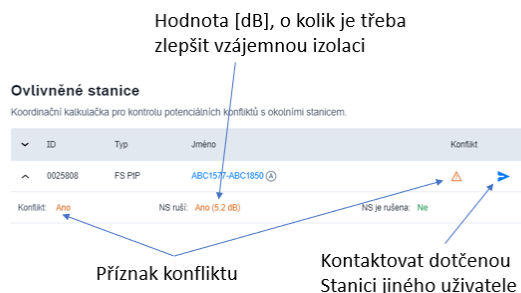 Hodnota [dB], o kolik je třeba
zlepšit vzájemnou izolaci
Ovlivněné stanice
Koordinační kalkulačka pro kontrolu potenciálních konfliktů s okolními stanicem.
ID Typ Jméno Konflikt
0025808 FS PtP ABC1577-ABC1850 A
Konflikt: Ano NS ruší: Ano (5.2 dB) NS je rušena: Ne
Příznak konfliktu
Kontaktovat dotčenou
Stanici jiného uživatele